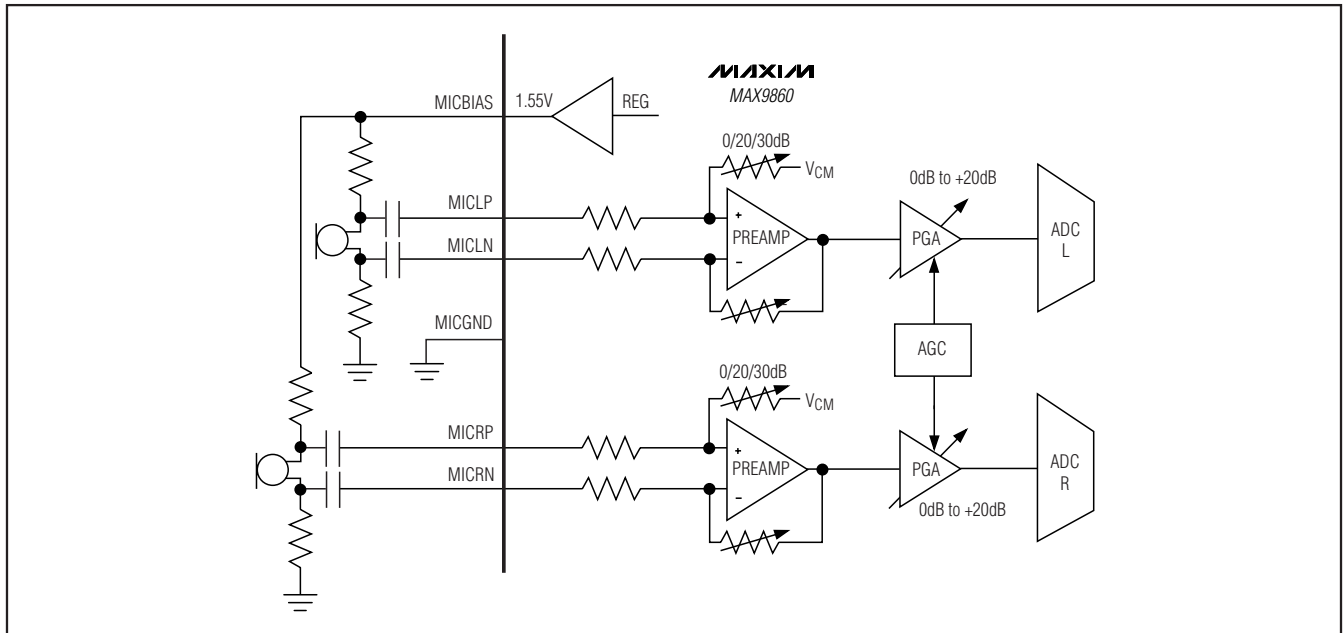 MAXIM
MAX9860
MICBIAS 1.55V REG
0/20/30dB
VCM
0dB to +20dB
MICLP
+
PREAMP
−
PGA
ADC
L
MICLN
MICGND
AGC
0/20/30dB
VCM
MICRP
+
PREAMP
−
PGA
ADC
R
MICRN
0dB to +20dB